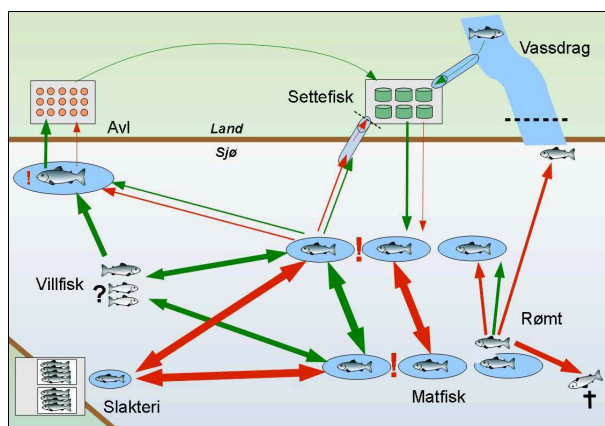 Vassdrag
Settefisk
Avl
Land
Sjø
!
!
Villfisk
?
Rømt
!
Slakteri
Matfisk